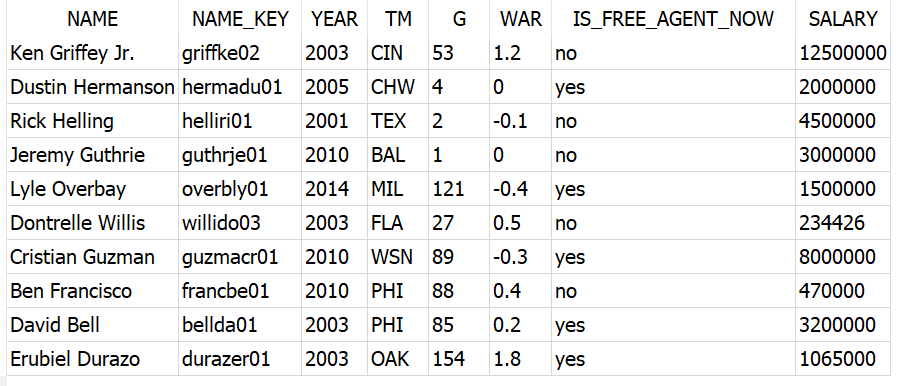 NAME NAME_KEY YEAR TM G WAR IS_FREE_AGENT_NOW SALARY
Ken Griffey Jr. griffke02 2003 CIN 53 1.2 no 12500000
Dustin Hermanson hermadu01 2005 CHW 4 0 yes 2000000
Rick Helling helliri01 2001 TEX 2 -0.1 no 4500000
Jeremy Guthrie guthrje01 2010 BAL 1 0 no 3000000
Lyle Overbay overbly01 2014 MIL 121 -0.4 yes 1500000
Dontrelle Willis willido03 2003 FLA 27 0.5 no 234426
Cristian Guzman guzmacr01 2010 WSN 89 -0.3 yes 8000000
Ben Francisco francbe01 2010 PHI 88 0.4 no 470000
David Bell bellda01 2003 PHI 85 0.2 yes 3200000
Erubiel Durazo durazer01 2003 OAK 154 1.8 yes 1065000